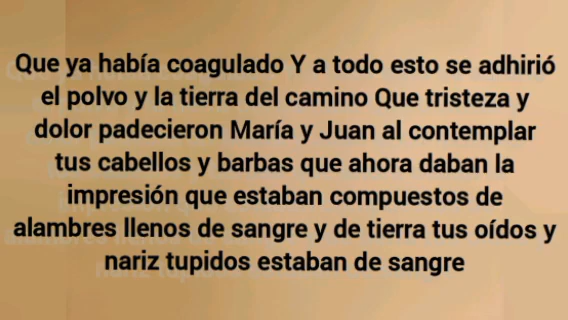 Que ya había coagulado Y a todo esto se adhirió
el polvo y la tierra del camino Que tristeza y
dolor padecieron María y Juan al contemplar
tus cabellos y barbas que ahora daban la
impresión que estaban compuestos de
alambres llenos de sangre y de tierra tus oídos y
nariz tupidos estaban de sangre